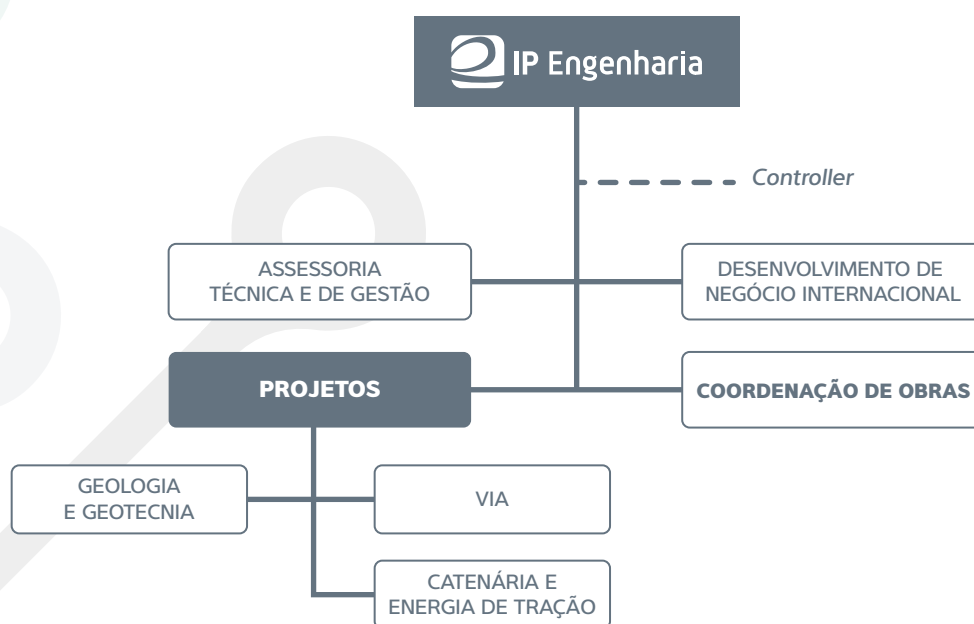 IP Engenharia
Controller
ASSESSORIA
TÉCNICA E DE GESTÃO
DESENVOLVIMENTO DE
NEGÓCIO INTERNACIONAL
PROJETOS
COORDENAÇÃO DE OBRAS
GEOLOGIA
E GEOTECNIA
VIA
CATENÁRIA E
ENERGIA DE TRAÇÃO